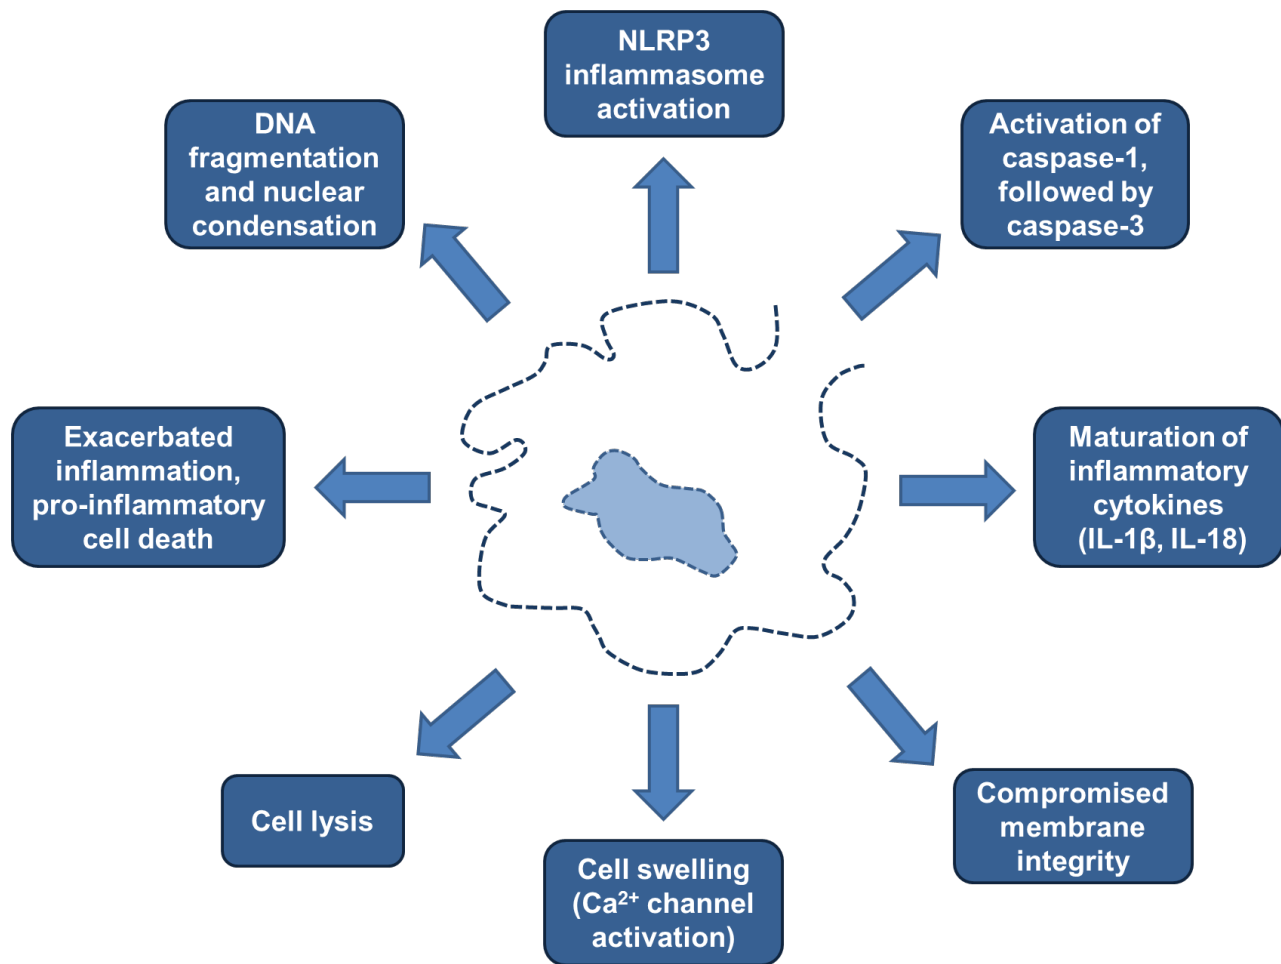 NLRP3
inflammasome
activation
DNA
fragmentation
and nuclear
condensation
Activation of
caspase-1,
followed by
caspase-3
Exacerbated
inflammation,
pro-inflammatory
cell death
Maturation of
inflammatory
cytokines
(IL-1β, IL-18)
Cell lysis
Cell swelling
(Ca²⁺ channel
activation)
Compromised
membrane
integrity